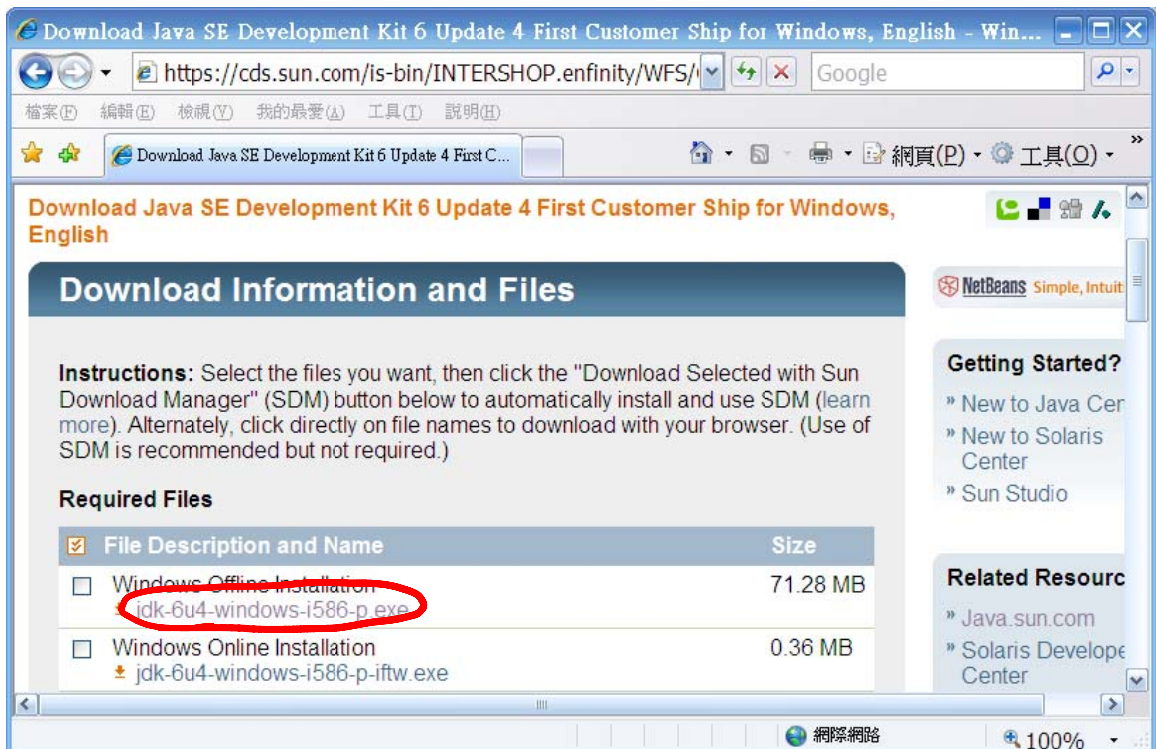 Download Java SE Development Kit 6 Update 4 First Customer Ship for Windows, English - Win...
https://cds.sun.com/is-bin/INTERSHOP.enfinity/WFS/
Google
檔案(F) 編輯(E) 檢視(V) 我的最愛(A) 工具(T) 說明(H)
Download Java SE Development Kit 6 Update 4 First C...
網頁(P) 工具(O) »
Download Java SE Development Kit 6 Update 4 First Customer Ship for Windows,
English
Download Information and Files
Instructions: Select the files you want, then click the "Download Selected with Sun
Download Manager" (SDM) button below to automatically install and use SDM (learn
more). Alternately, click directly on file names to download with your browser. (Use of
SDM is recommended but not required.)
Required Files
File Description and Name Size
Windows Offline Installation 71.28 MB
jdk-6u4-windows-i586-p.exe
Windows Online Installation 0.36 MB
jdk-6u4-windows-i586-p-iftw.exe
NetBeans Simple, Intuit
Getting Started?
» New to Java Cen
» New to Solaris
Center
» Sun Studio
Related Resourc
» Java.sun.com
» Solaris Develope
Center
網際網路 100%